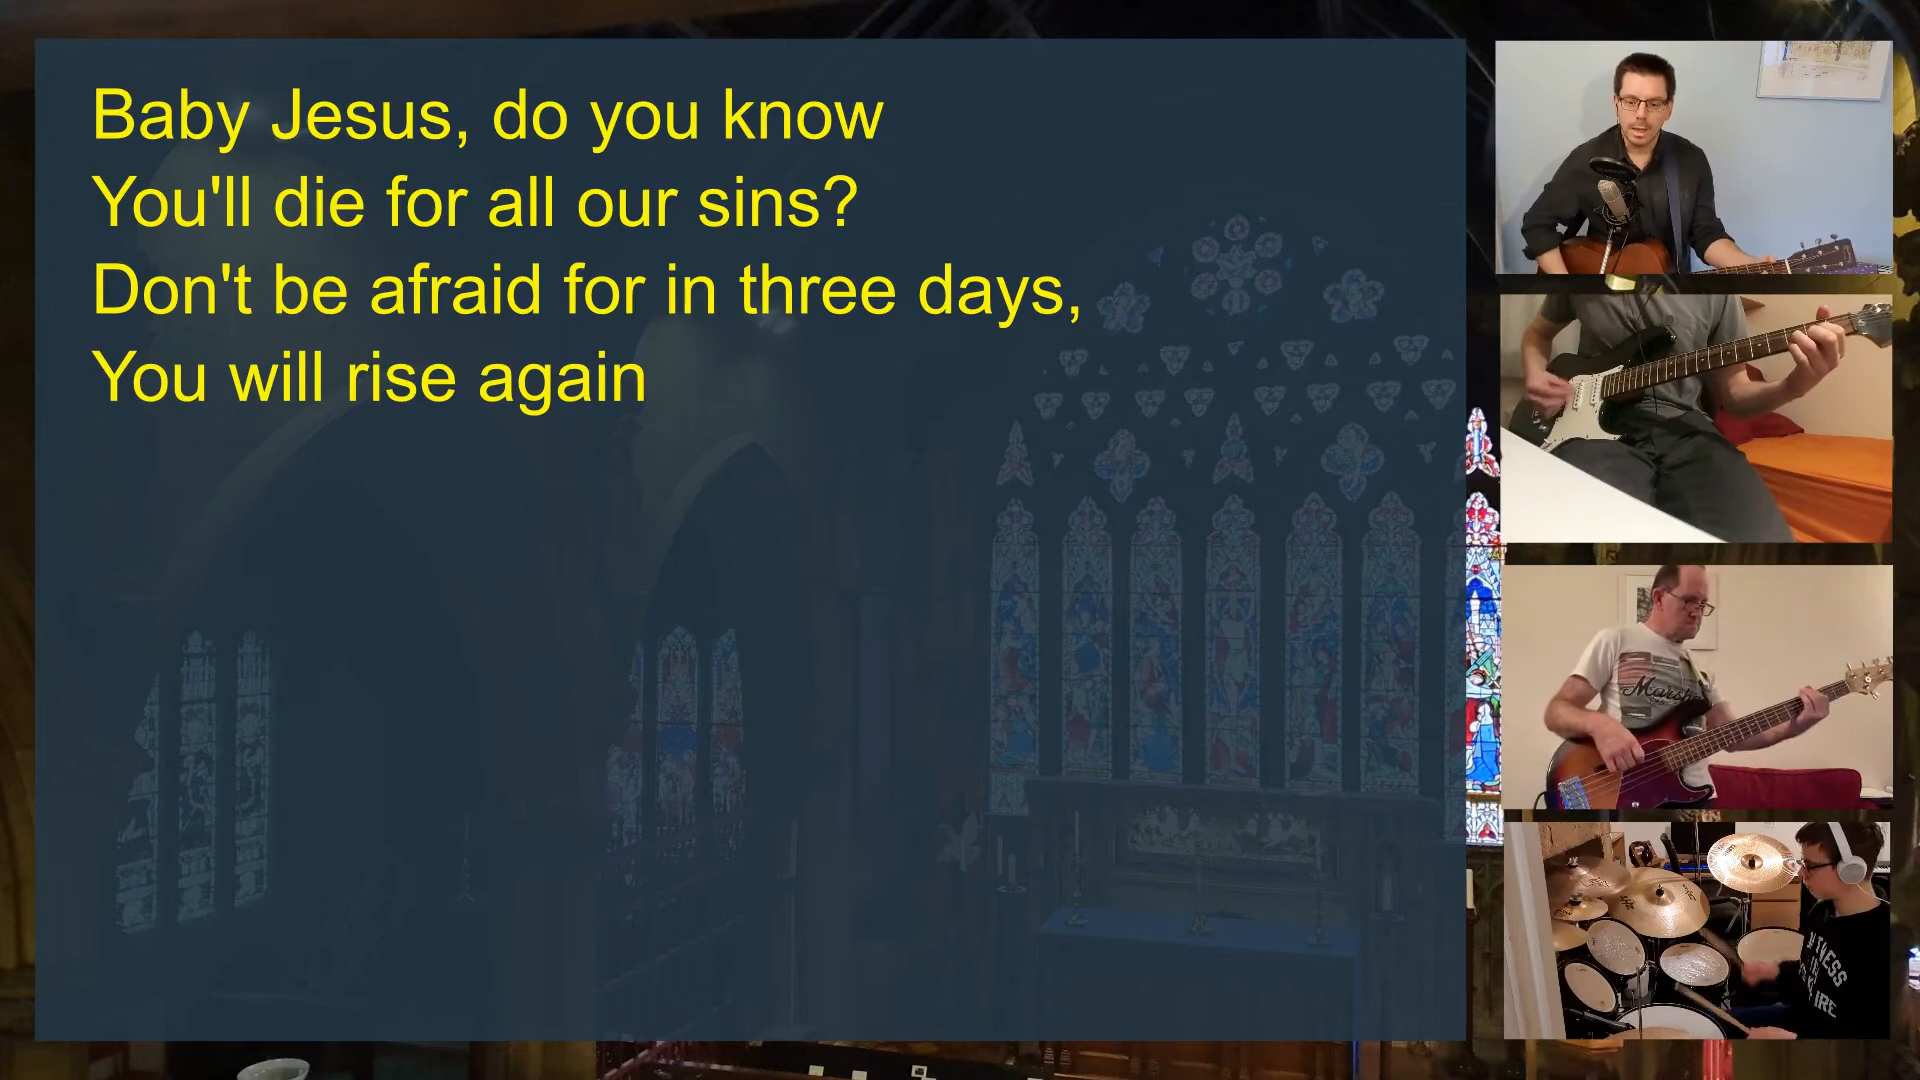 Baby Jesus, do you know
You'll die for all our sins?
Don't be afraid for in three days,
You will rise again